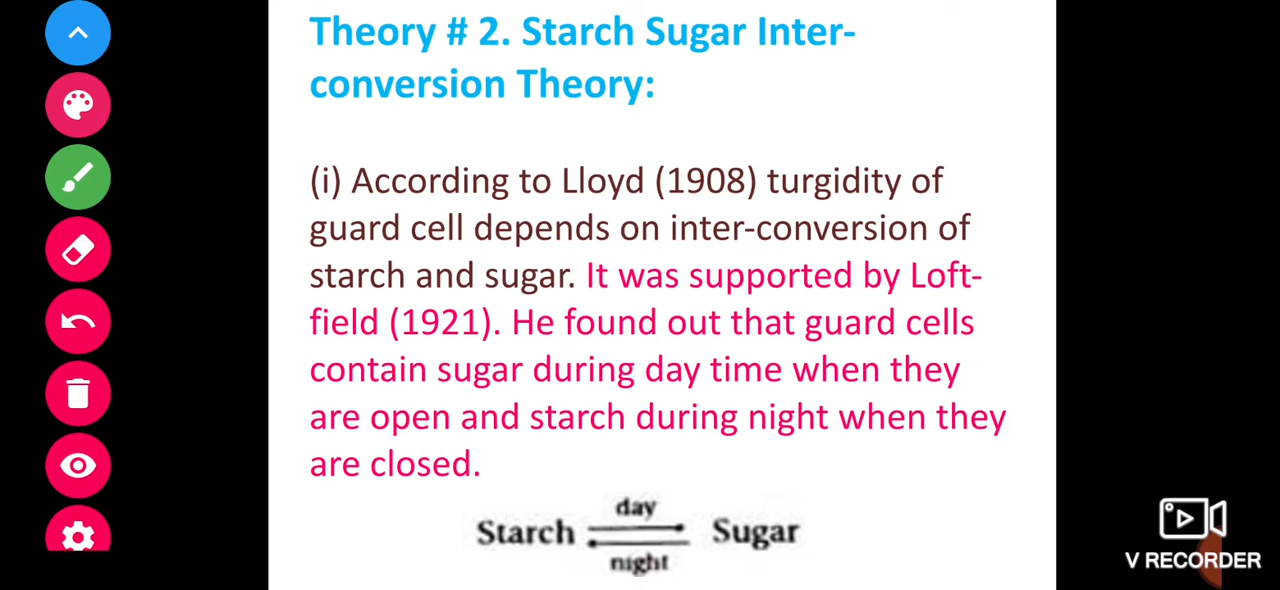 Theory # 2. Starch Sugar Inter-
conversion Theory:
(i) According to Lloyd (1908) turgidity of
guard cell depends on inter-conversion of
starch and sugar. It was supported by Loft-
field (1921). He found out that guard cells
contain sugar during day time when they
are open and starch during night when they
are closed.
day
Starch Sugar
night
V RECORDER